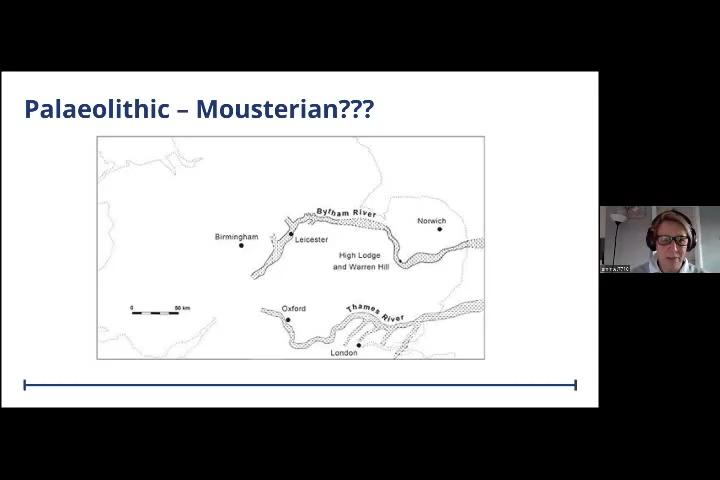 Palaeolithic – Mousterian???
Bytham River
Norwich
Birmingham
Leicester
High Lodge
and Warren Hill
0 50 km
Oxford
Thames River
London